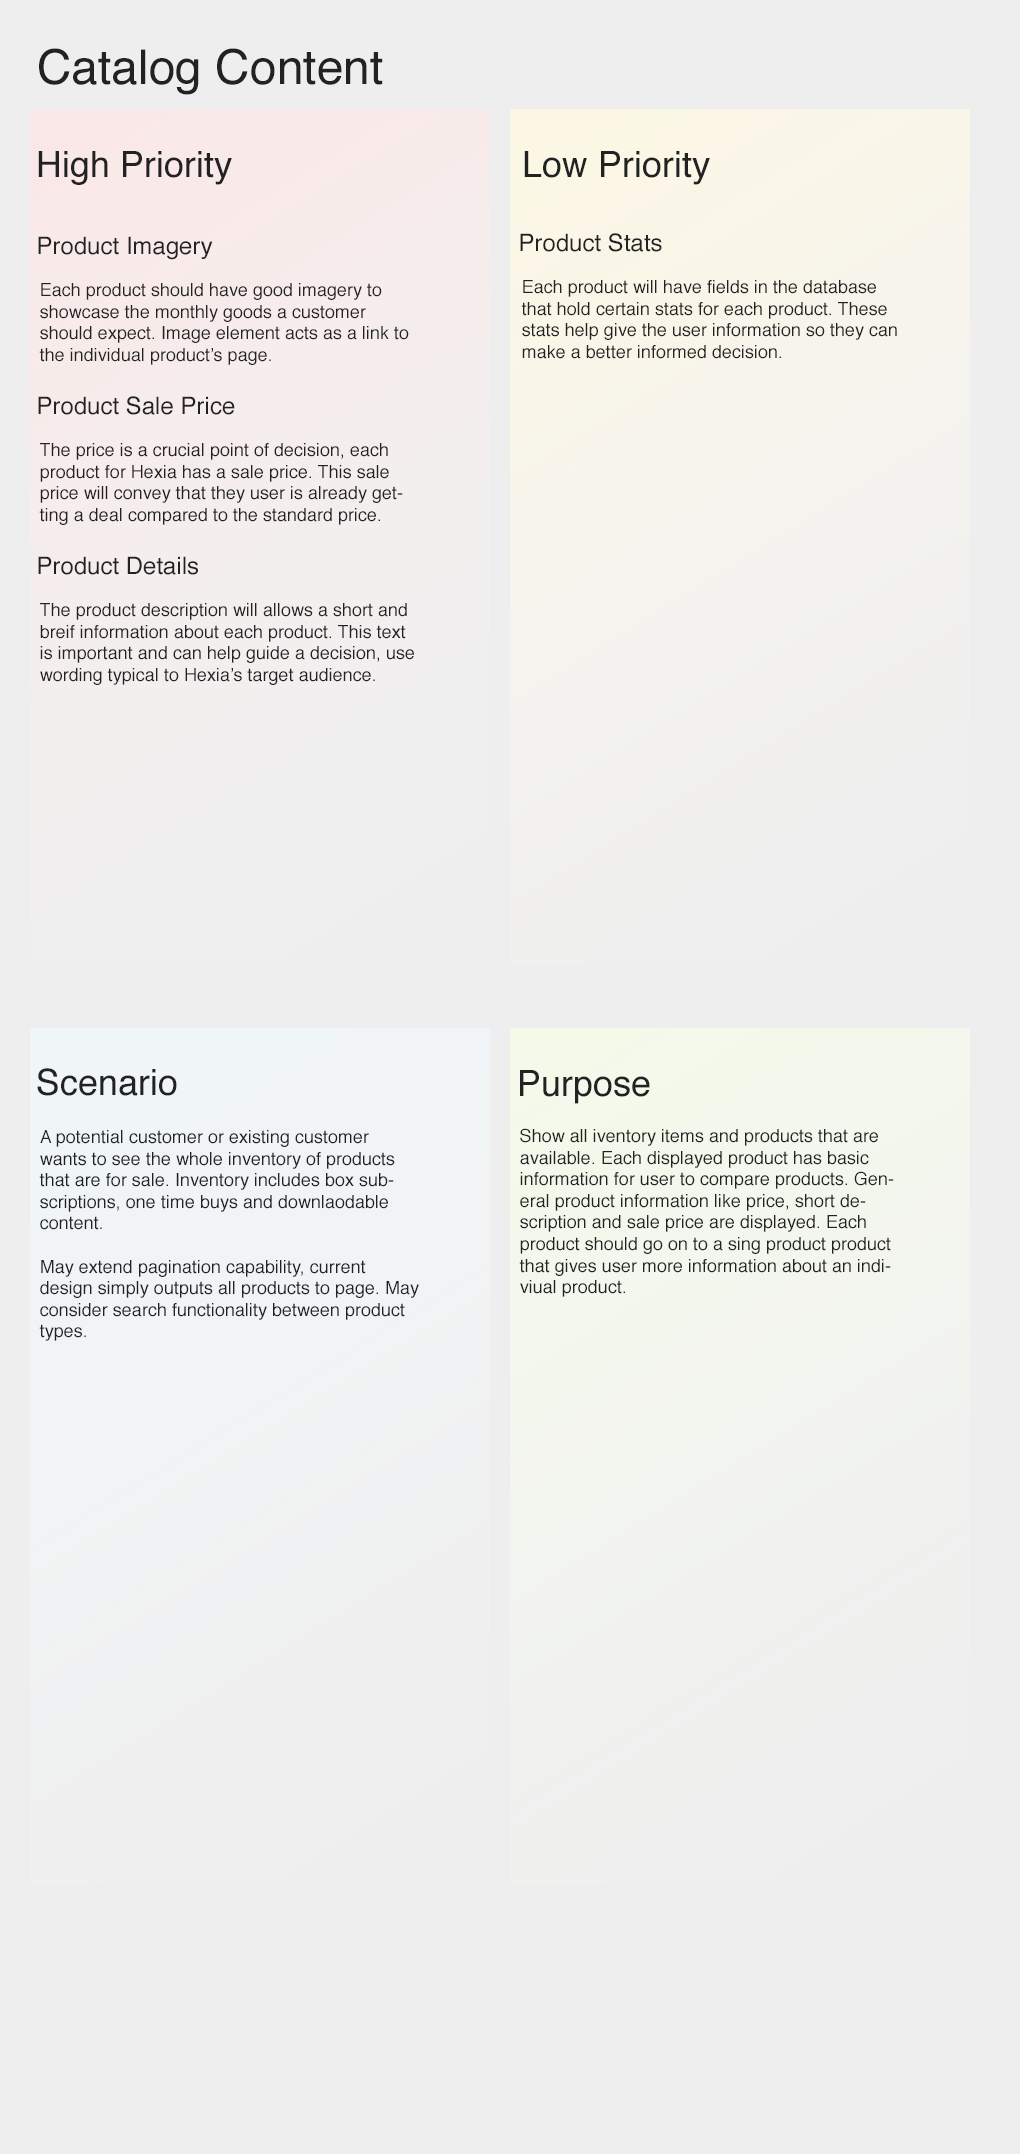 Catalog Content
High Priority
Product Imagery
Each product should have good imagery to
showcase the monthly goods a customer
should expect. Image element acts as a link to
the individual product’s page.
Product Sale Price
The price is a crucial point of decision, each
product for Hexia has a sale price. This sale
price will convey that they user is already get-
ting a deal compared to the standard price.
Product Details
The product description will allows a short and
breif information about each product. This text
is important and can help guide a decision, use
wording typical to Hexia’s target audience.
Low Priority
Product Stats
Each product will have fields in the database
that hold certain stats for each product. These
stats help give the user information so they can
make a better informed decision.
Scenario
A potential customer or existing customer
wants to see the whole inventory of products
that are for sale. Inventory includes box sub-
scriptions, one time buys and downlaodable
content.
May extend pagination capability, current
design simply outputs all products to page. May
consider search functionality between product
types.
Purpose
Show all iventory items and products that are
available. Each displayed product has basic
information for user to compare products. Gen-
eral product information like price, short de-
scription and sale price are displayed. Each
product should go on to a sing product product
that gives user more information about an indi-
viual product.